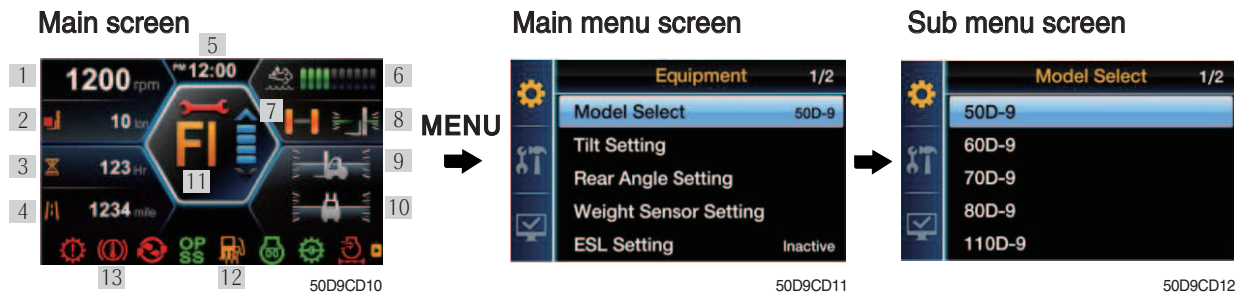 Main screen
Main menu screen
Sub menu screen
5
1
1200 rpm
PM 12:00
6
2
10 ton
7
8
3
123 Hr
FI
11
9
4
1234 mile
10
OP
SS
13
12
50D9CD10
MENU
Equipment 1/2
Model Select 50D-9
Tilt Setting
Rear Angle Setting
Weight Sensor Setting
ESL Setting Inactive
50D9CD11
Model Select 1/2
50D-9
60D-9
70D-9
80D-9
110D-9
50D9CD12